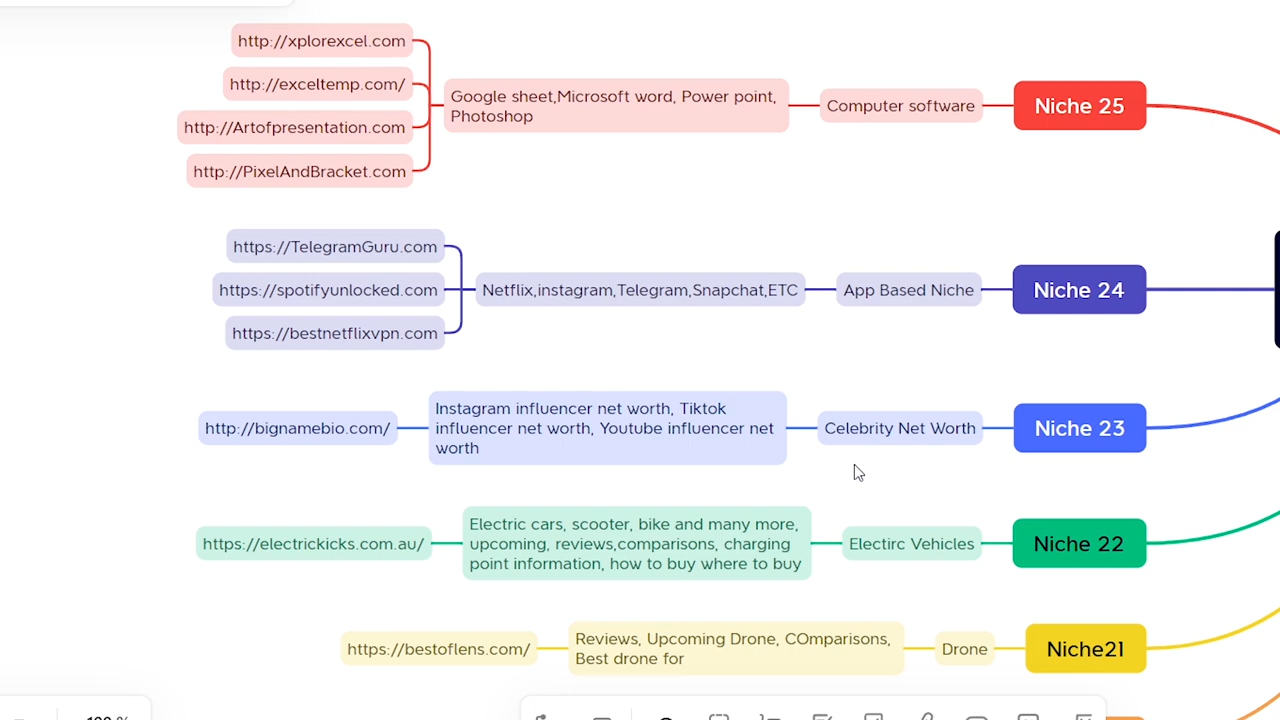 http://xplorexcel.com
http://exceltemp.com/
http://Artofpresentation.com
http://PixelAndBracket.com
Google sheet,Microsoft word, Power point,
Photoshop
Computer software
Niche 25
https://TelegramGuru.com
https://spotifyunlocked.com
https://bestnetflixvpn.com
Netflix,instagram,Telegram,Snapchat,ETC
App Based Niche
Niche 24
http://bignamebio.com/
Instagram influencer net worth, Tiktok
influencer net worth, Youtube influencer net
worth
Celebrity Net Worth
Niche 23
https://electrickicks.com.au/
Electric cars, scooter, bike and many more,
upcoming, reviews,comparisons, charging
point information, how to buy where to buy
Electirc Vehicles
Niche 22
https://bestoflens.com/
Reviews, Upcoming Drone, COmparisons,
Best drone for
Drone
Niche21